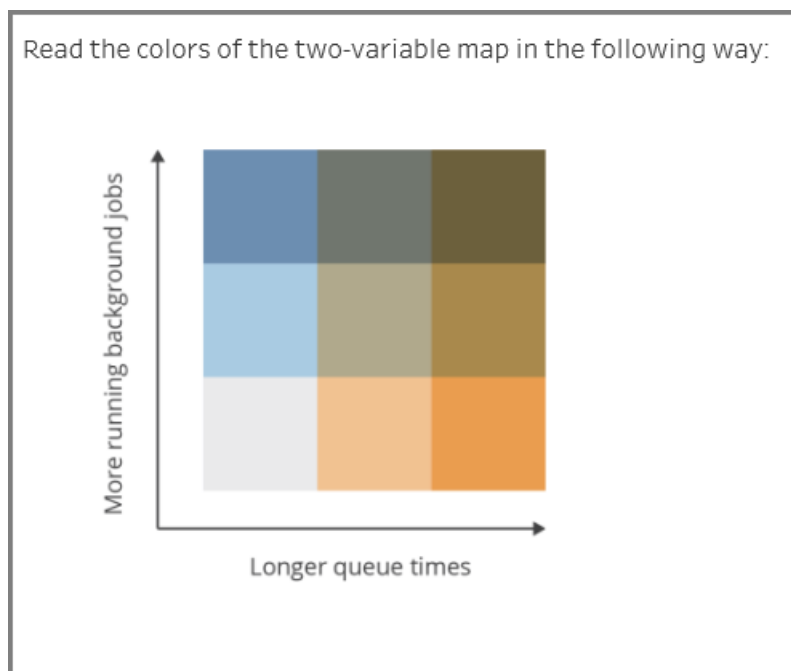 Read the colors of the two-variable map in the following way:
More running background jobs
Longer queue times